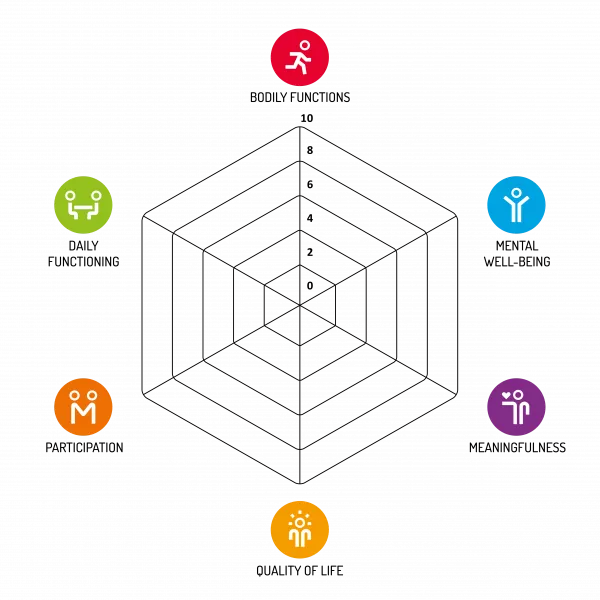 BODILY FUNCTIONS
10
8
6
4
2
0
DAILY
FUNCTIONING
MENTAL
WELL-BEING
PARTICIPATION
MEANINGFULNESS
QUALITY OF LIFE